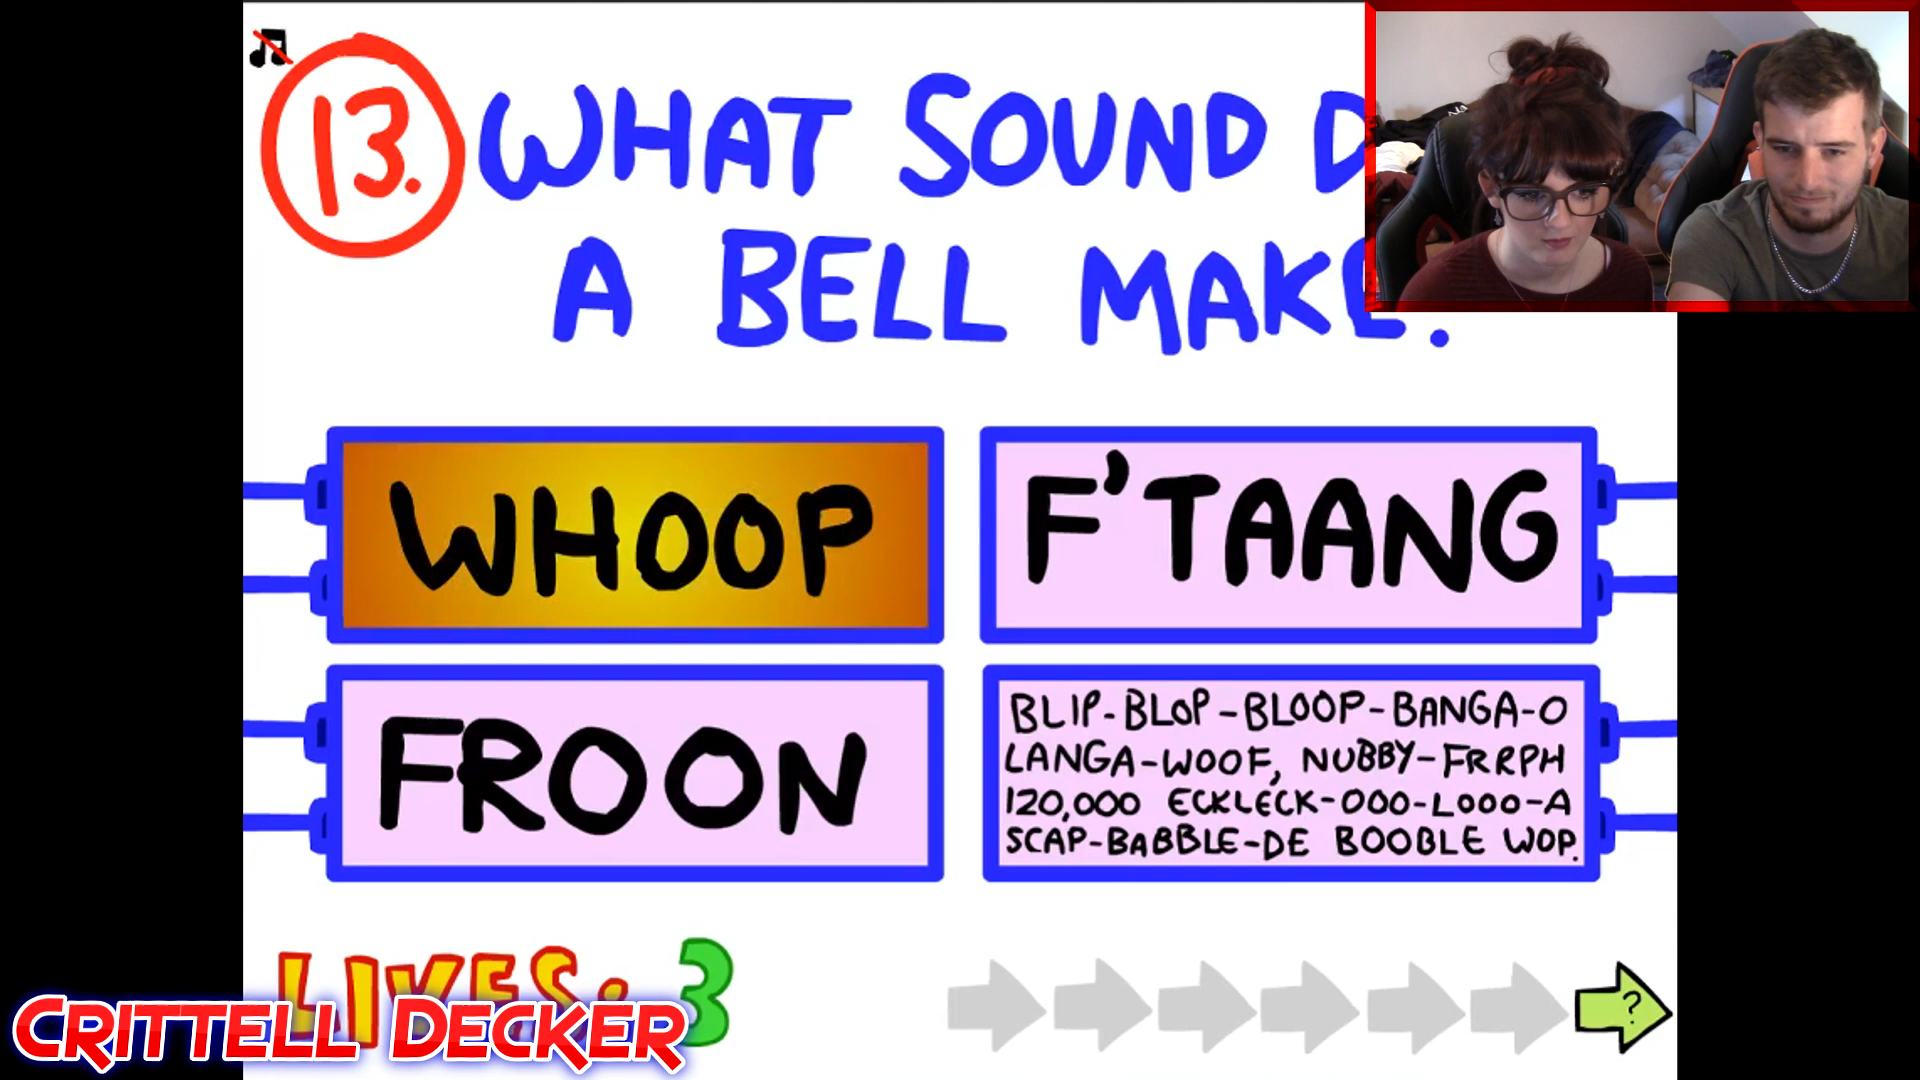 13. WHAT SOUND D
A BELL MAKE?
WHOOP
F'TAANG
FROON
BLIP-BLOP-BLOOP-BANGA-O
LANGA-WOOF, NUBBY-FRRPH
120,000 ECKLECK-OOO-LOOO-A
SCAP-BABBLE-DE BOOBLE WOP.
LIVES: 3
?
CRITTELL DECKER